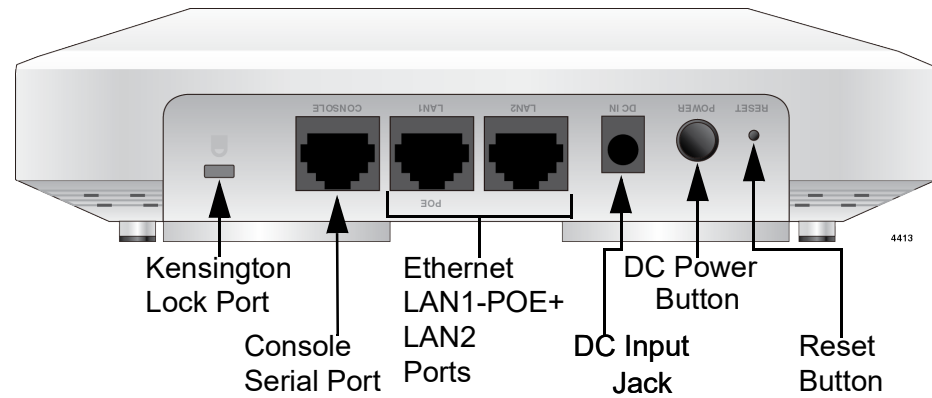 CONSOLE
LAN1
LAN2
DC IN
POWER
RESET
POE
4413
Kensington
Lock Port
Console
Serial Port
Ethernet
LAN1-POE+
LAN2
Ports
DC Input
Jack
DC Power
Button
Reset
Button